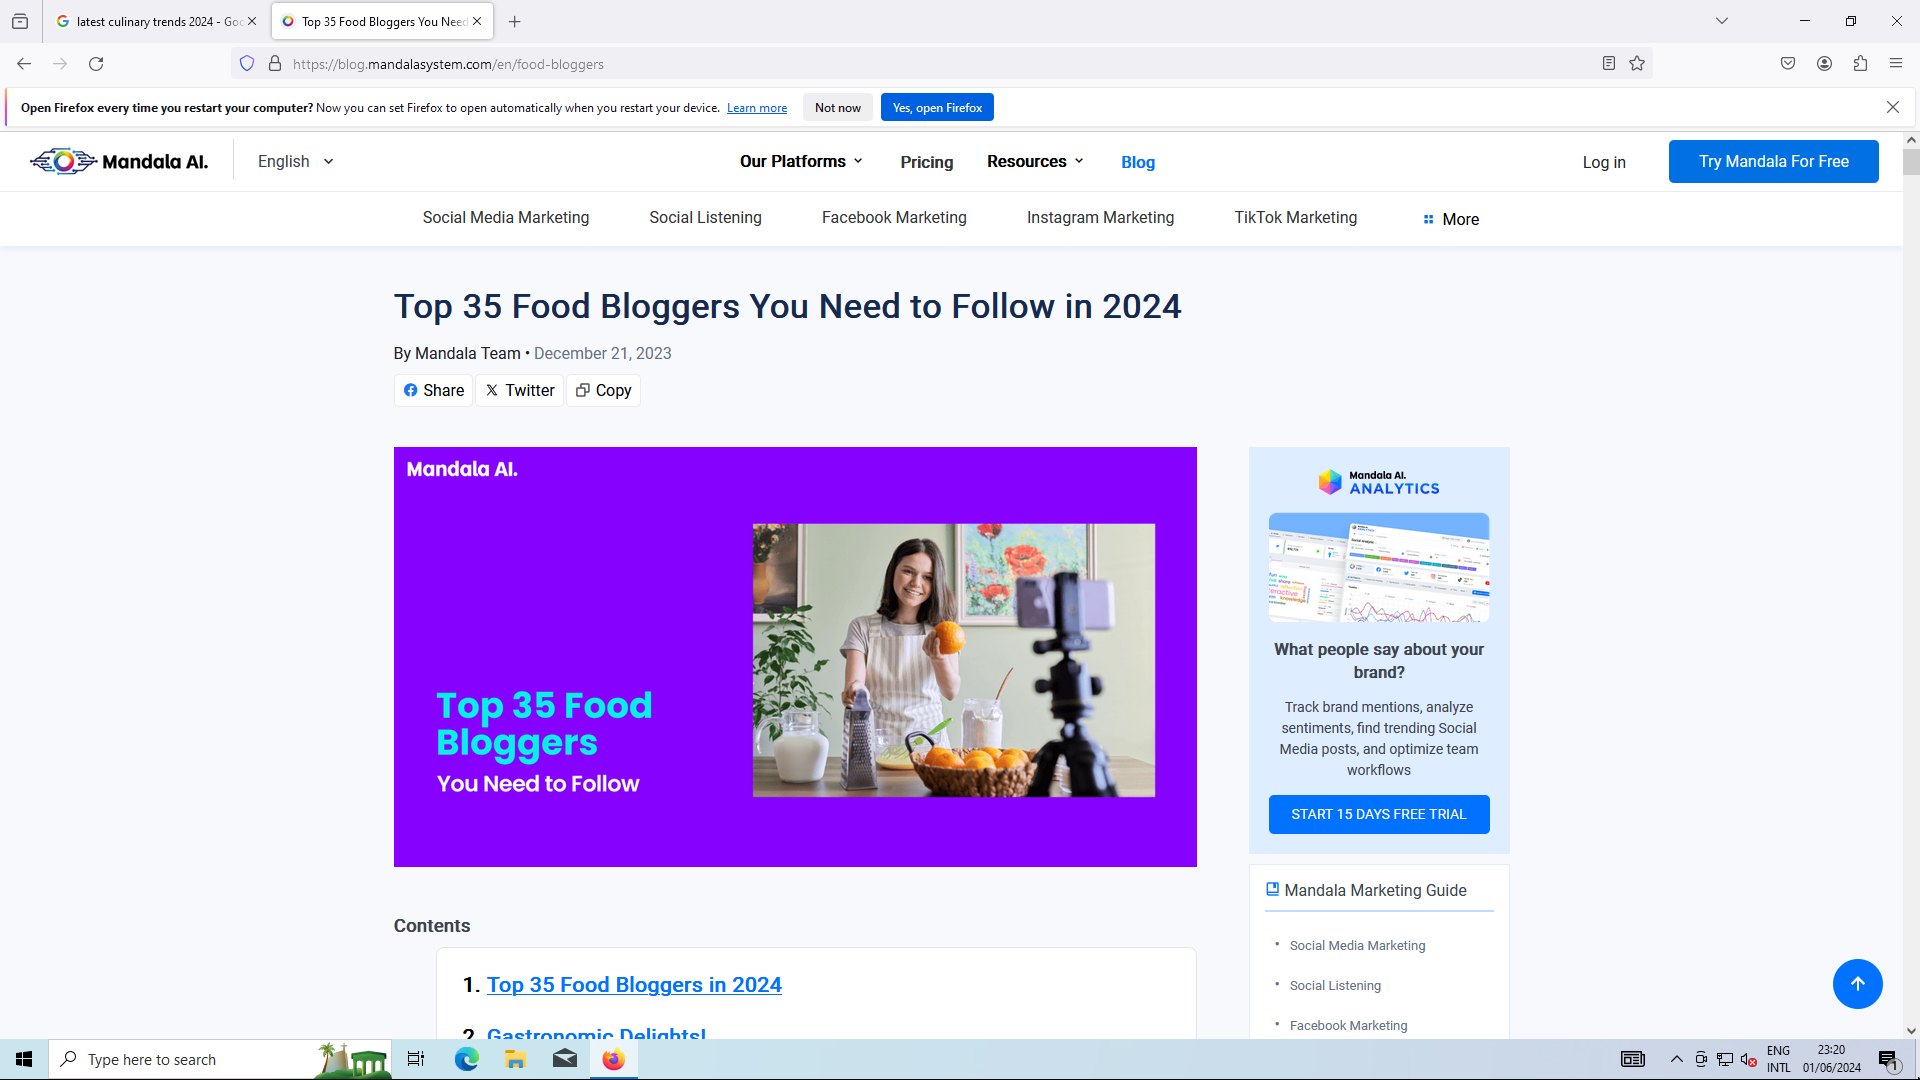 latest culinary trends 2024 - Goo
Top 35 Food Bloggers You Need
https://blog.mandalasystem.com/en/food-bloggers
Open Firefox every time you restart your computer? Now you can set Firefox to open automatically when you restart your device. Learn more
Not now
Yes, open Firefox
Mandala AI.
English
Our Platforms
Pricing
Resources
Blog
Log in
Try Mandala For Free
Social Media Marketing
Social Listening
Facebook Marketing
Instagram Marketing
TikTok Marketing
More
Top 35 Food Bloggers You Need to Follow in 2024
By Mandala Team • December 21, 2023
Share
Twitter
Copy
Mandala AI.
Top 35 Food
Bloggers
You Need to Follow
Mandala AI.
ANALYTICS
What people say about your
brand?
Track brand mentions, analyze
sentiments, find trending Social
Media posts, and optimize team
workflows
START 15 DAYS FREE TRIAL
Mandala Marketing Guide
• Social Media Marketing
• Social Listening
• Facebook Marketing
Contents
1. Top 35 Food Bloggers in 2024
2. Gastronomic Delights!
Type here to search
ENG
INTL
23:20
01/06/2024
1